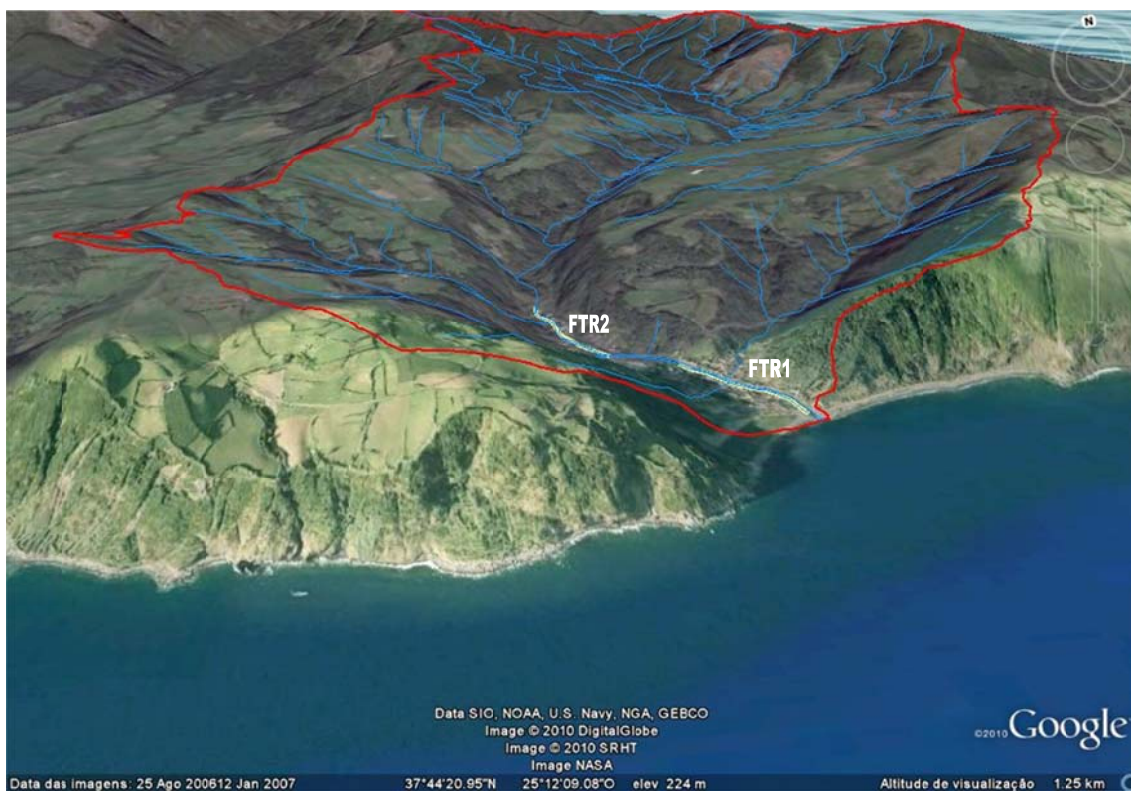 N
FTR2
FTR1
Data SIO, NOAA, U.S. Navy, NGA, GEBCO
Image © 2010 DigitalGlobe
Image © 2010 SRHT
Image NASA
©2010 Google
Data das imagens: 25 Ago 200612 Jan 2007 37°44'20.95"N 25°12'09.08"O elev 224 m Altitude de visualização 1.25 km